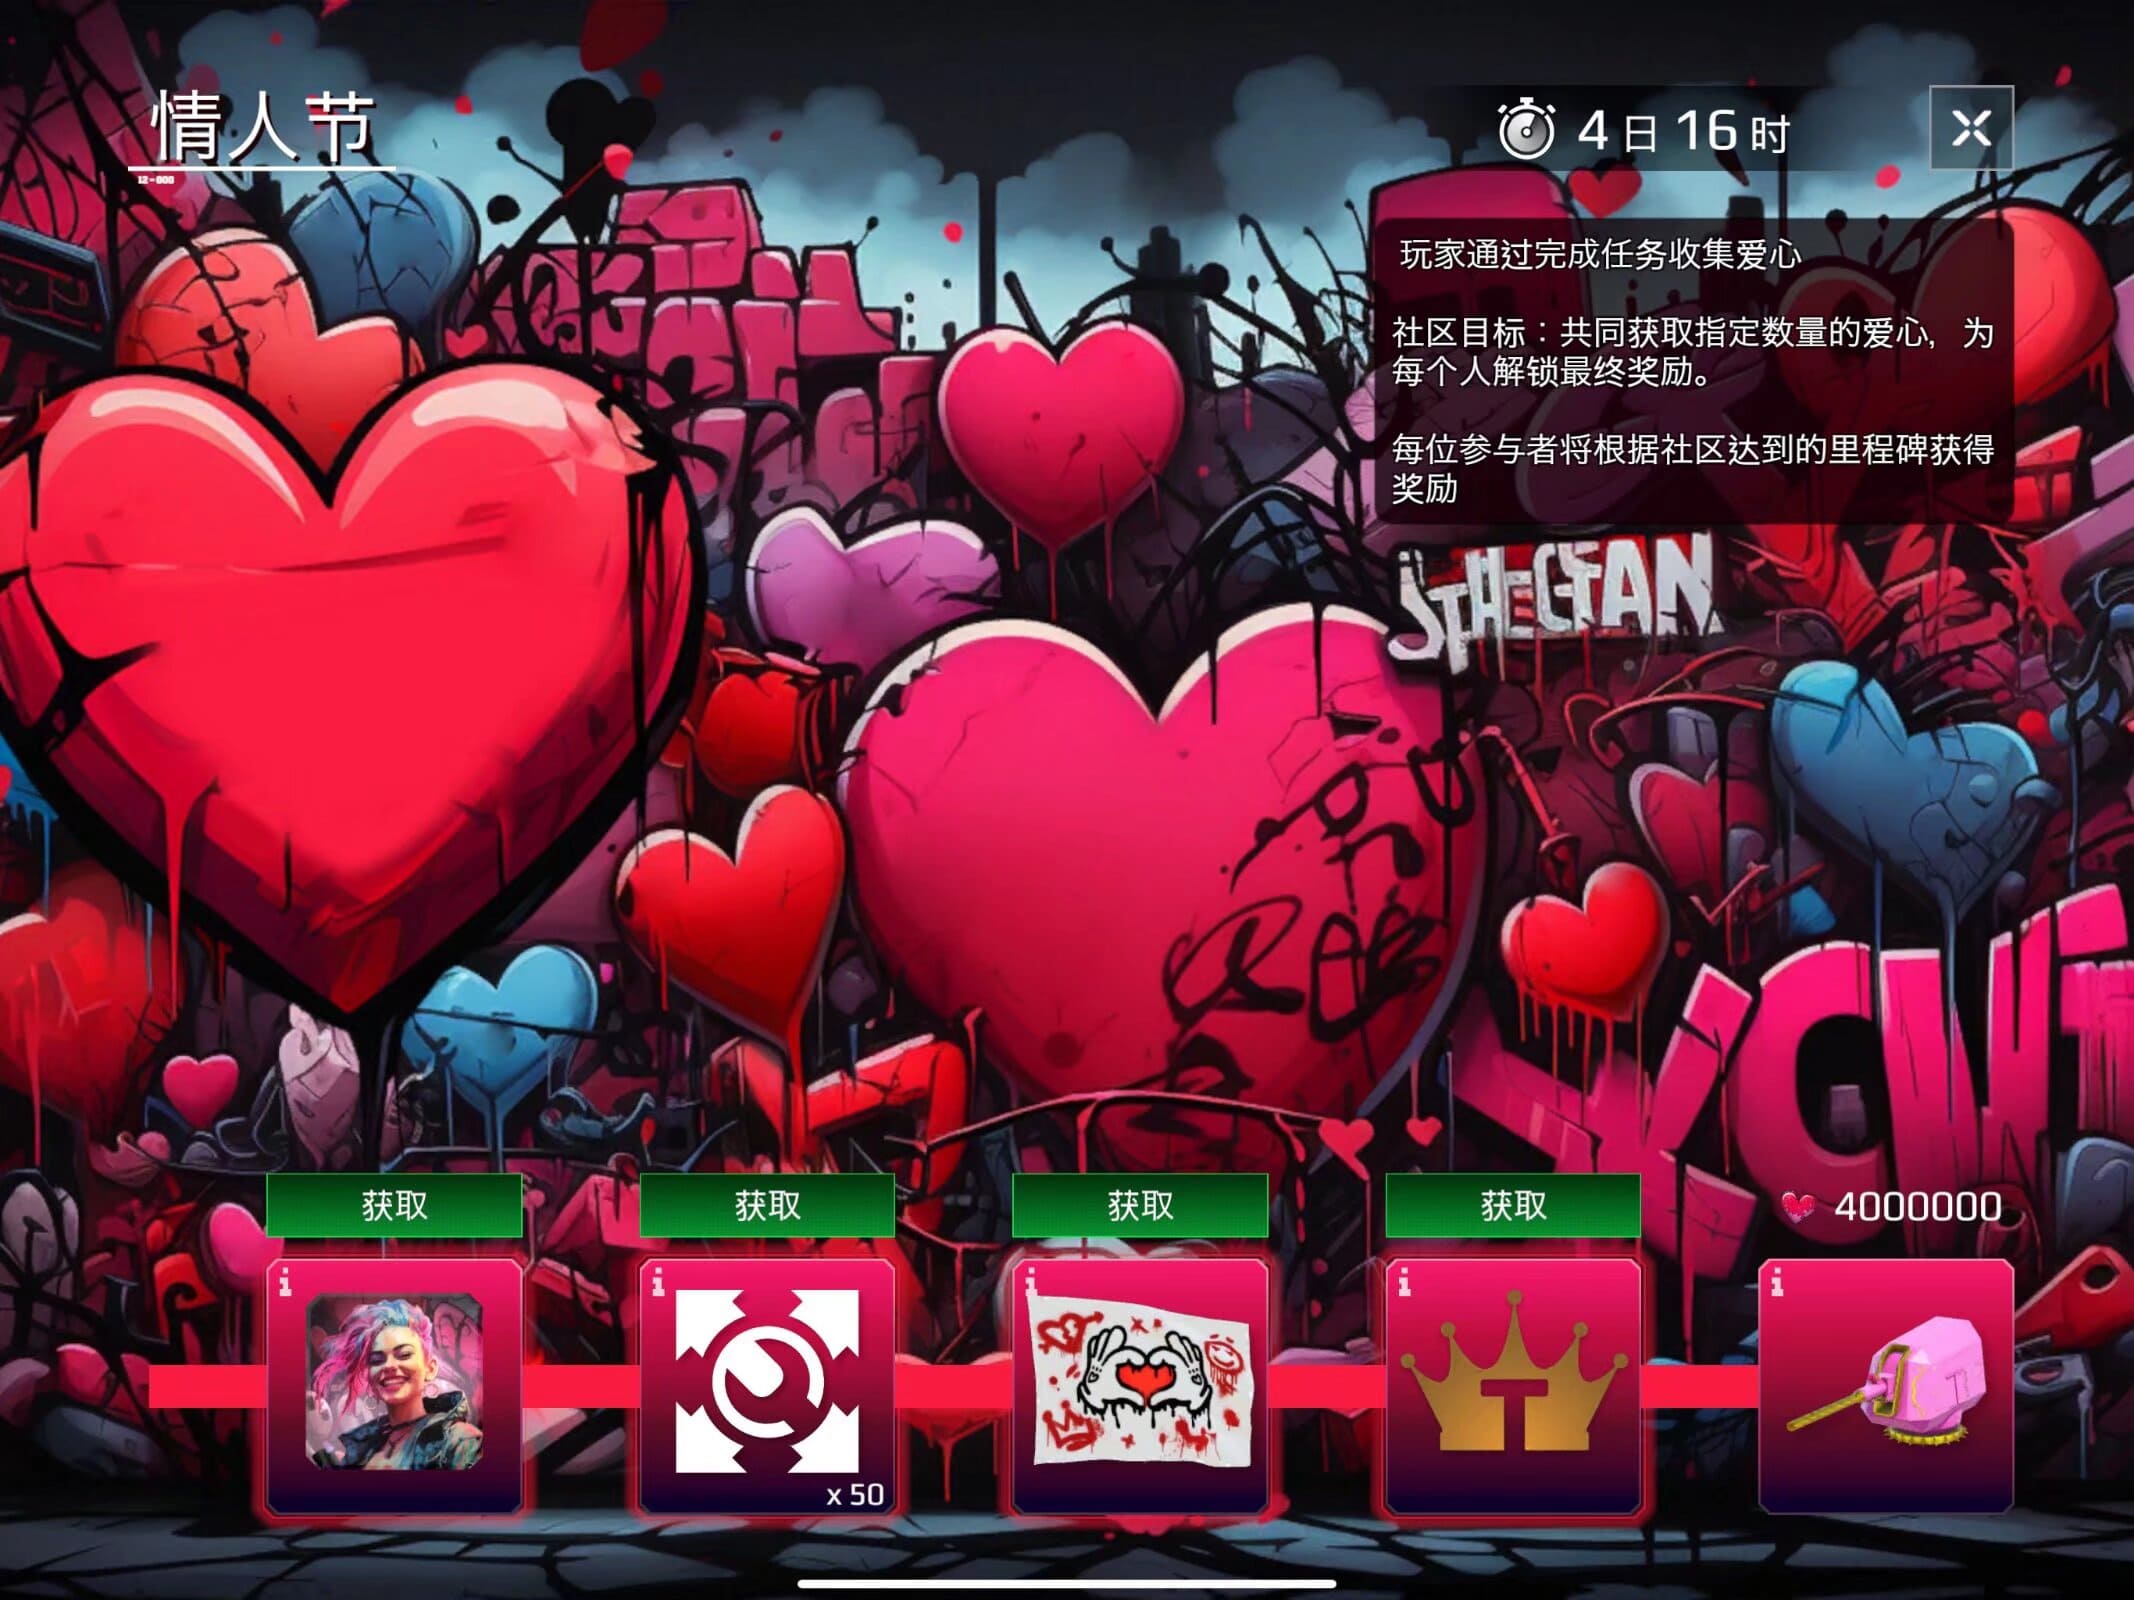 情人节
12-000
4日 16时
玩家通过完成任务收集爱心
社区目标：共同获取指定数量的爱心，为
每个人解锁最终奖励。
每位参与者将根据社区达到的里程碑获得
奖励
获取
获取
获取
获取
4000000
i
i
i
i
i
x 50
T